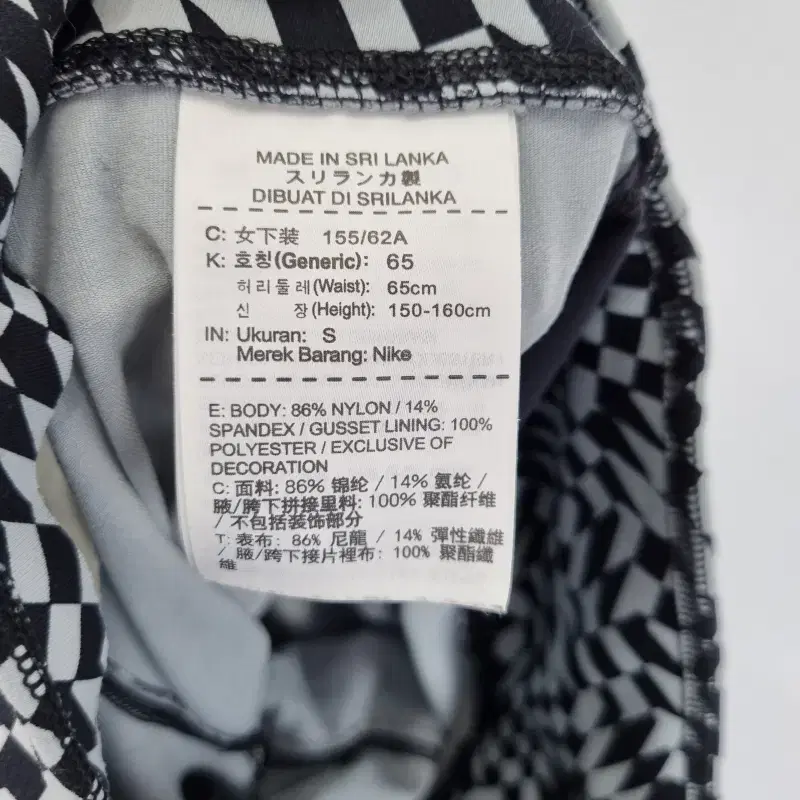 MADE IN SRI LANKA
スリランカ製
DIBUAT DI SRILANKA
C: 女下装 155/62A
K: 호칭(Generic): 65
허리둘레(Waist): 65cm
신 장(Height): 150-160cm
IN: Ukuran: S
Merek Barang: Nike
E: BODY: 86% NYLON / 14%
SPANDEX / GUSSET LINING: 100%
POLYESTER / EXCLUSIVE OF
DECORATION
C: 面料: 86% 锦纶 / 14% 氨纶 /
腋/胯下拼接里料: 100% 聚酯纤维
/ 不包括装饰部分
T: 表布: 86% 尼龍 / 14% 彈性纖維
/ 腋/胯下接片裡布: 100% 聚酯纖
維